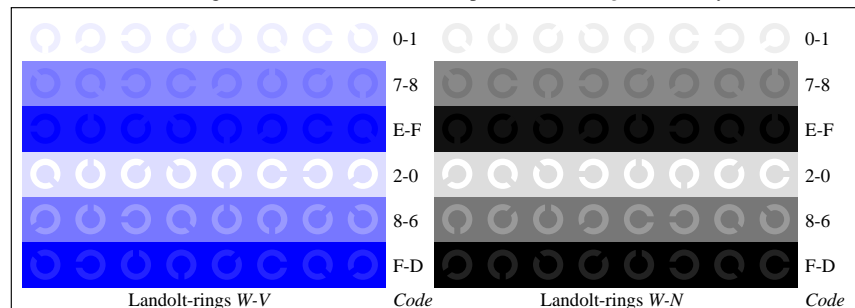 0-1 0-1
7-8 7-8
E-F E-F
2-0 2-0
8-6 8-6
F-D F-D
Landolt-rings W-V Code Landolt-rings W-N Code